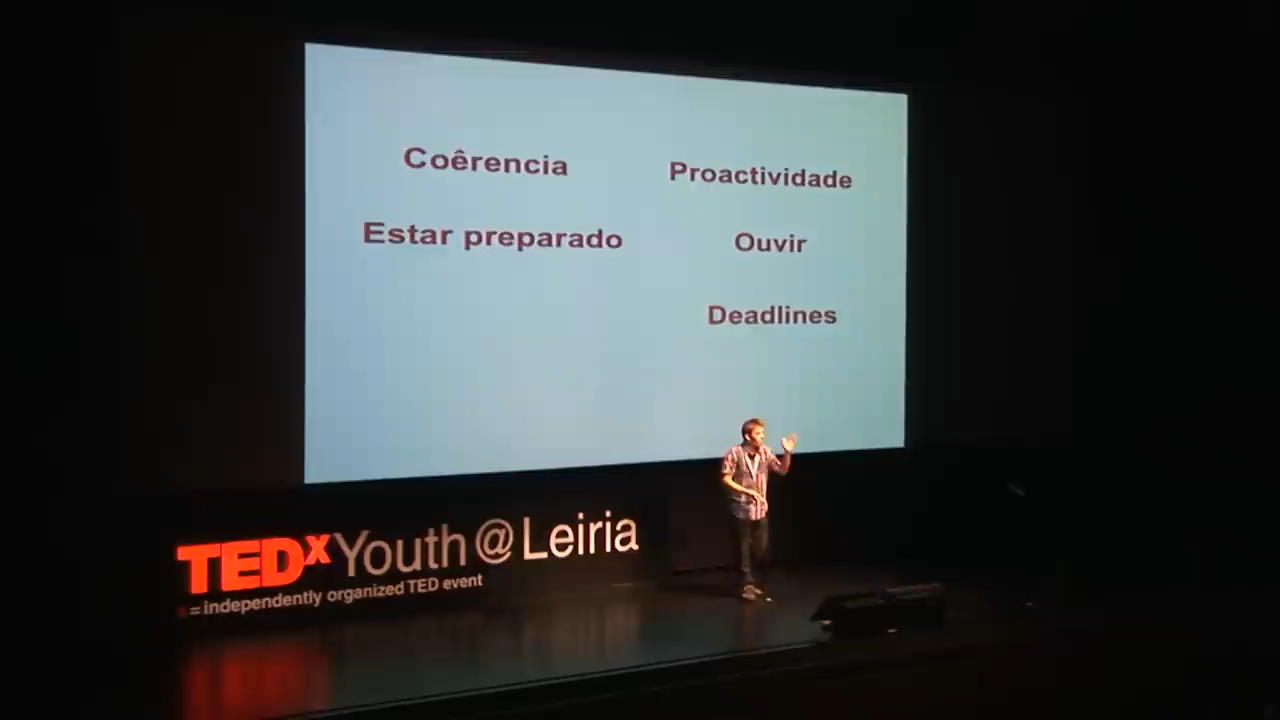 Coêrencia
Estar preparado
Proactividade
Ouvir
Deadlines
TEDxYouth@Leiria
x=independently organized TED event